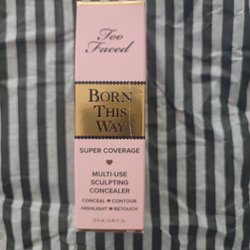 Too
Faced
BORN
THIS
WAY
SUPER COVERAGE
MULTI-USE
SCULPTING
CONCEALER
CONCEAL • CONTOUR
HIGHLIGHT • RETOUCH